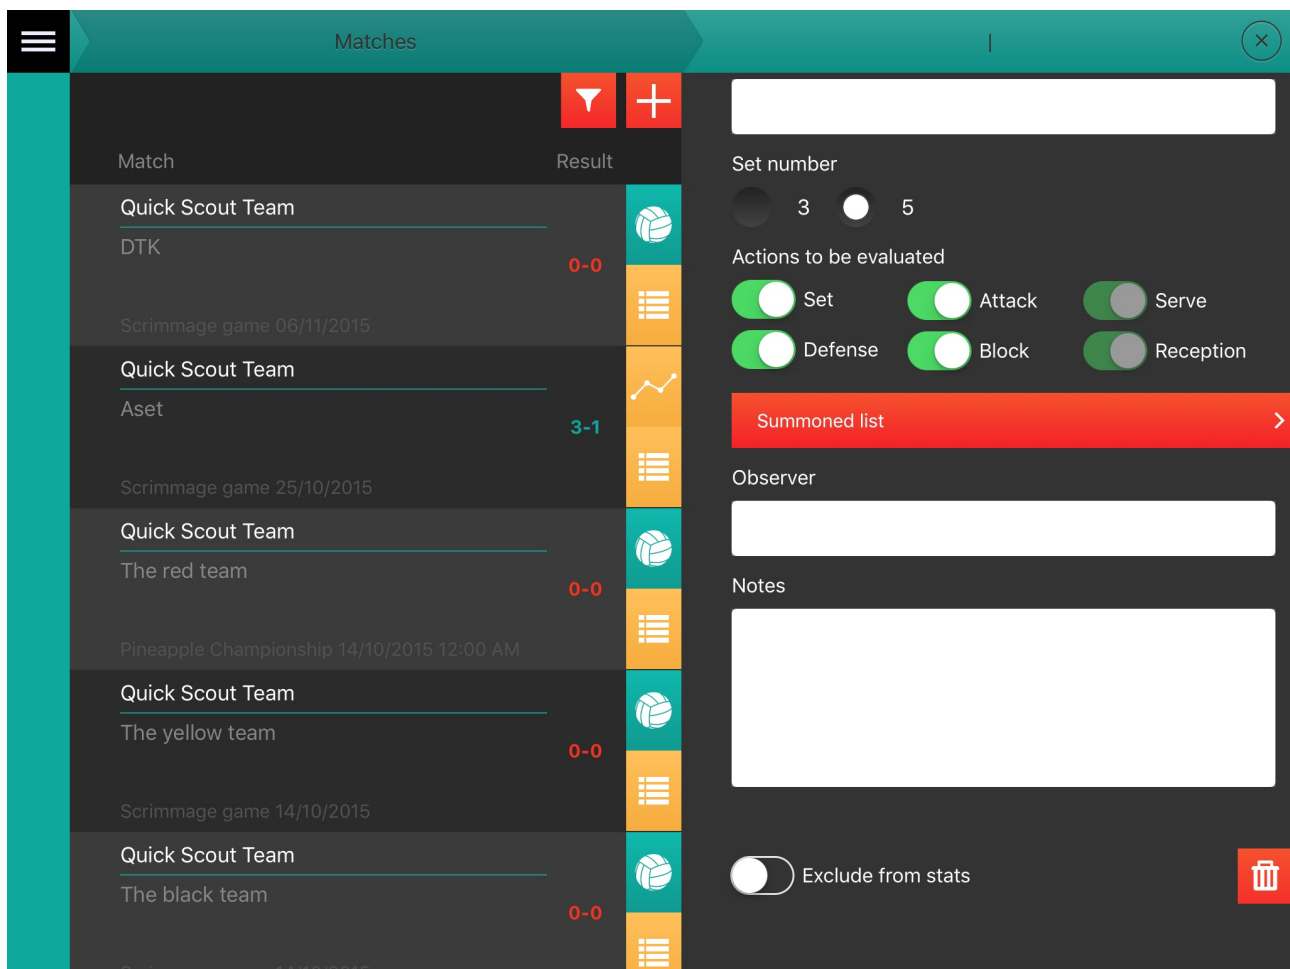 Matches
Match Result
Quick Scout Team
DTK
0-0
Scrimmage game 06/11/2015
Quick Scout Team
Aset
3-1
Scrimmage game 25/10/2015
Quick Scout Team
The red team
0-0
Pineapple Championship 14/10/2015 12:00 AM
Quick Scout Team
The yellow team
0-0
Scrimmage game 14/10/2015
Quick Scout Team
The black team
0-0
Set number
3 5
Actions to be evaluated
Set Attack Serve
Defense Block Reception
Summoned list
Observer
Notes
Exclude from stats